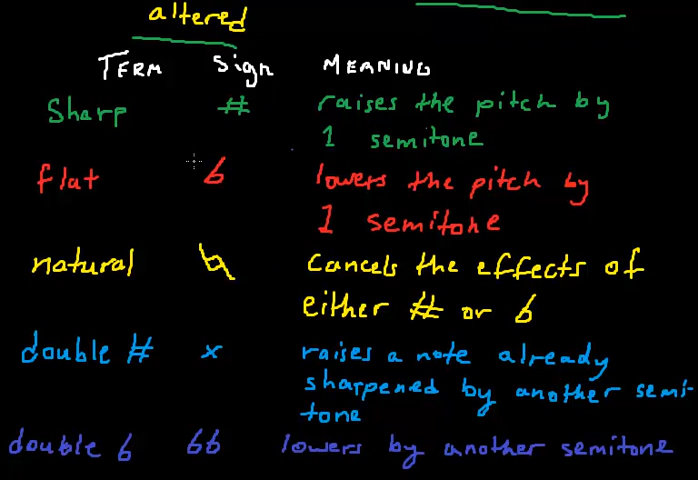 altered
TERM Sign MEANING
Sharp # raises the pitch by
1 semitone
flat b lowers the pitch by
1 semitone
natural ♮ cancels the effects of
either # or b
double # x raises a note already
sharpened by another semi-
tone
double b bb lowers by another semitone